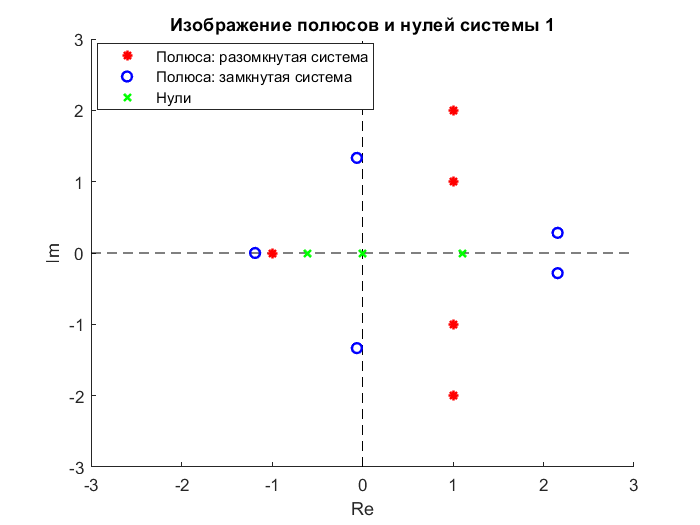 Изображение полюсов и нулей системы 1
Полюса: разомкнутая система
Полюса: замкнутая система
Нули
3
2
1
0
-1
-2
-3
Im
-3
-2
-1
0
1
2
3
Re